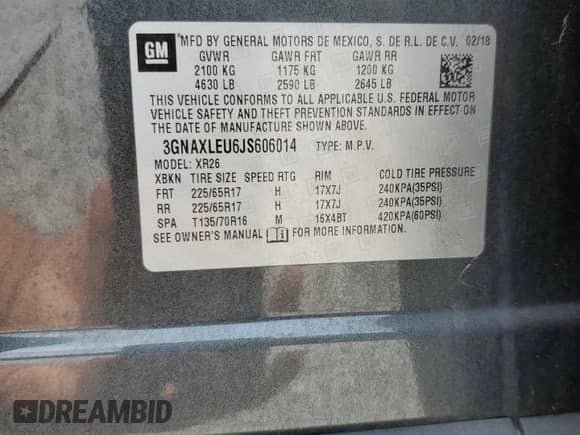 GM *MFD BY GENERAL MOTORS DE MEXICO, S. DE R.L. DE C.V. 02/18
GVWR GAWR FRT GAWR RR
2100 KG 1175 KG 1200 KG
4630 LB 2590 LB 2645 LB
THIS VEHICLE CONFORMS TO ALL APPLICABLE U.S. FEDERAL MOTOR
VEHICLE SAFETY AND THEFT PREVENTION STANDARDS IN EFFECT ON
THE DATE OF MANUFACTURE SHOWN ABOVE.
3GNAXLEU6JS606014 TYPE: M.P.V.
MODEL: XR26
XBKN TIRE SIZE SPEED RTG RIM COLD TIRE PRESSURE
FRT 225/65R17 H 17X7J 240KPA(35PSI)
RR 225/65R17 H 17X7J 240KPA(35PSI)
SPA T135/70R16 M 16X4BT 420KPA(60PSI)
SEE OWNER'S MANUAL FOR MORE INFORMATION.
DREAMBID